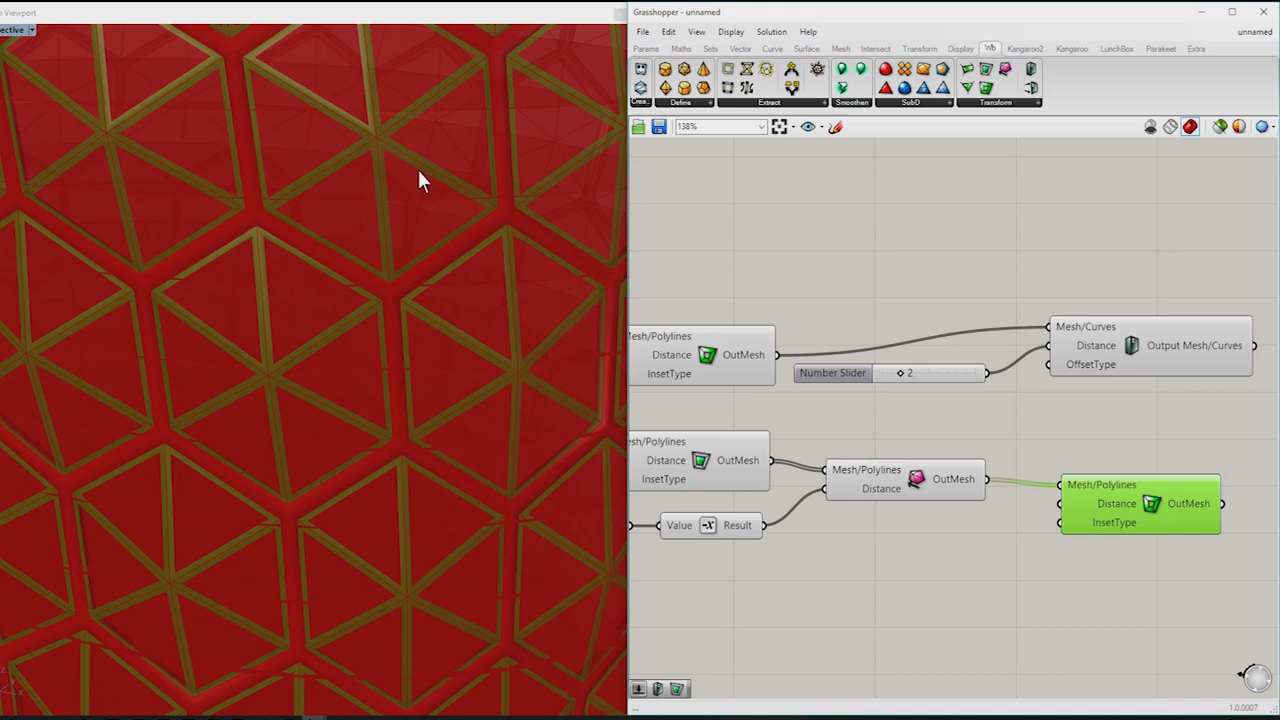 o Viewport
Grasshopper - unnamed
ective
File Edit View Display Solution Help
unnamed
Params Maths Sets Vector Curve Surface Mesh Intersect Transform Display Wb Kangaroo2 Kangaroo LunchBox Parakeet Extra
Crea...
Define
Extract
Smoothen
SubD
Transform
138%
Mesh/Polylines
Distance
OutMesh
InsetType
Number Slider
2
Mesh/Curves
Distance
Output Mesh/Curves
OffsetType
esh/Polylines
Distance
OutMesh
InsetType
Mesh/Polylines
OutMesh
Distance
Value
-x
Result
Mesh/Polylines
Distance
OutMesh
InsetType
z
x
...
1.0.0007